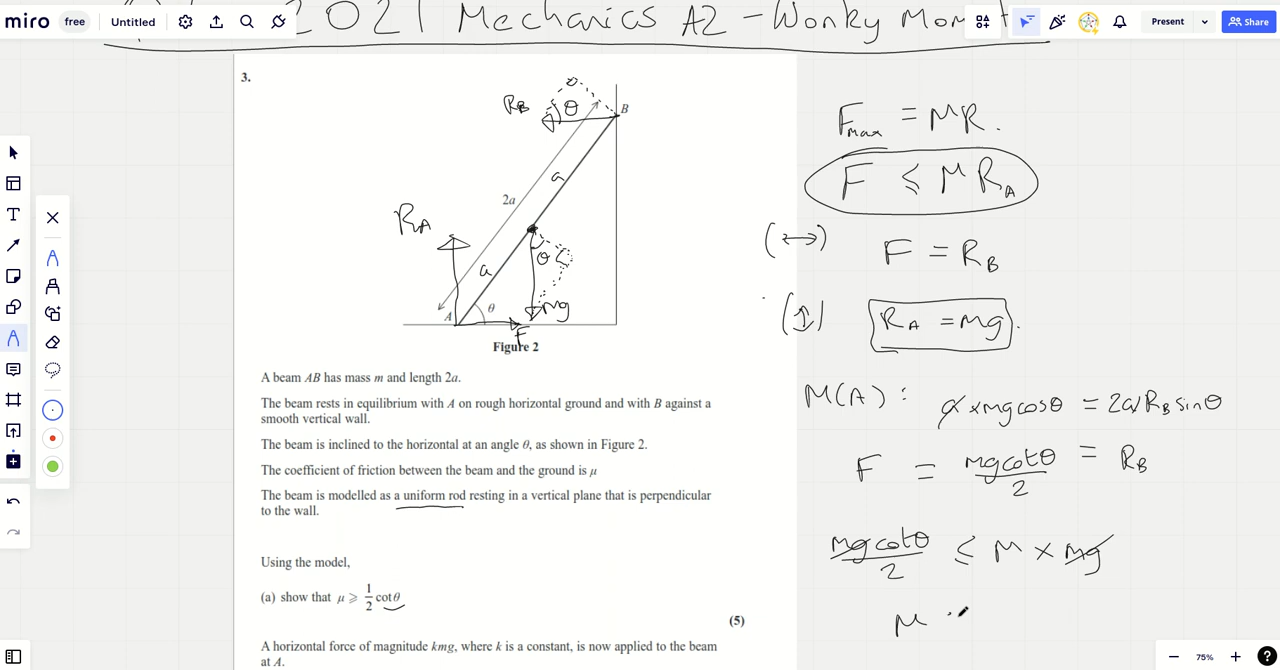 miro free Untitled Present Share
2021 Mechanics A2 - Wonky Mom
3.
R_B θ B
a
2a
R_A
a θ
mg
A θ
F
Figure 2
A beam AB has mass m and length 2a.
The beam rests in equilibrium with A on rough horizontal ground and with B against a
smooth vertical wall.
The beam is inclined to the horizontal at an angle θ, as shown in Figure 2.
The coefficient of friction between the beam and the ground is μ
The beam is modelled as a uniform rod resting in a vertical plane that is perpendicular
to the wall.
Using the model,
(a) show that μ ⩾ 1/2 cot θ
(5)
A horizontal force of magnitude kmg, where k is a constant, is now applied to the beam
at A.
F_max = μR.
F ≤ μR_A
(↔) F = R_B
(↕) R_A = mg.
M(A): a × mg cosθ = 2a R_B sinθ
F = mg cotθ / 2 = R_B
mg cotθ / 2 ≤ μ × mg
μ
75%